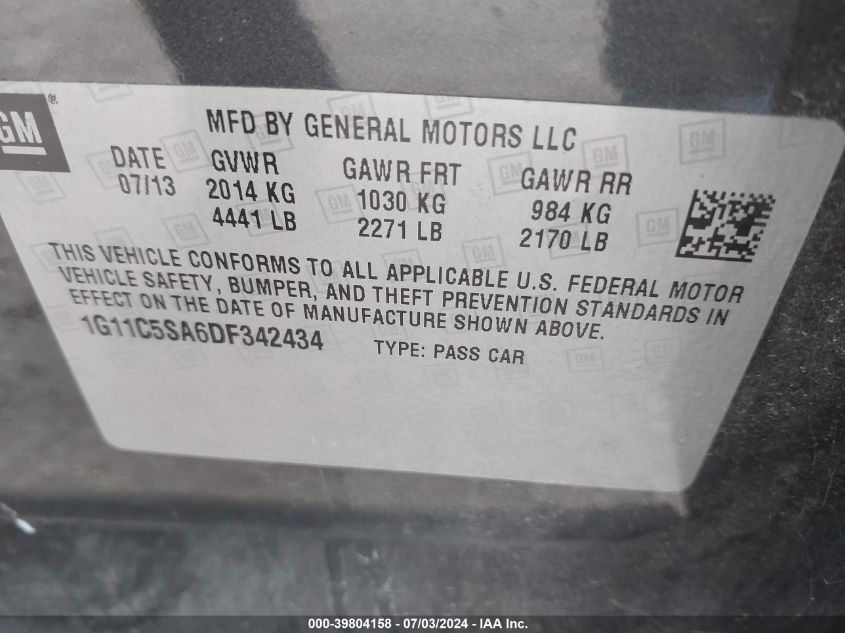 GM®
MFD BY GENERAL MOTORS LLC
DATE GVWR GAWR FRT GAWR RR
07/13 2014 KG 1030 KG 984 KG
4441 LB 2271 LB 2170 LB
THIS VEHICLE CONFORMS TO ALL APPLICABLE U.S. FEDERAL MOTOR
VEHICLE SAFETY, BUMPER, AND THEFT PREVENTION STANDARDS IN
EFFECT ON THE DATE OF MANUFACTURE SHOWN ABOVE.
1G11C5SA6DF342434 TYPE: PASS CAR
000-39804158 - 07/03/2024 - IAA Inc.